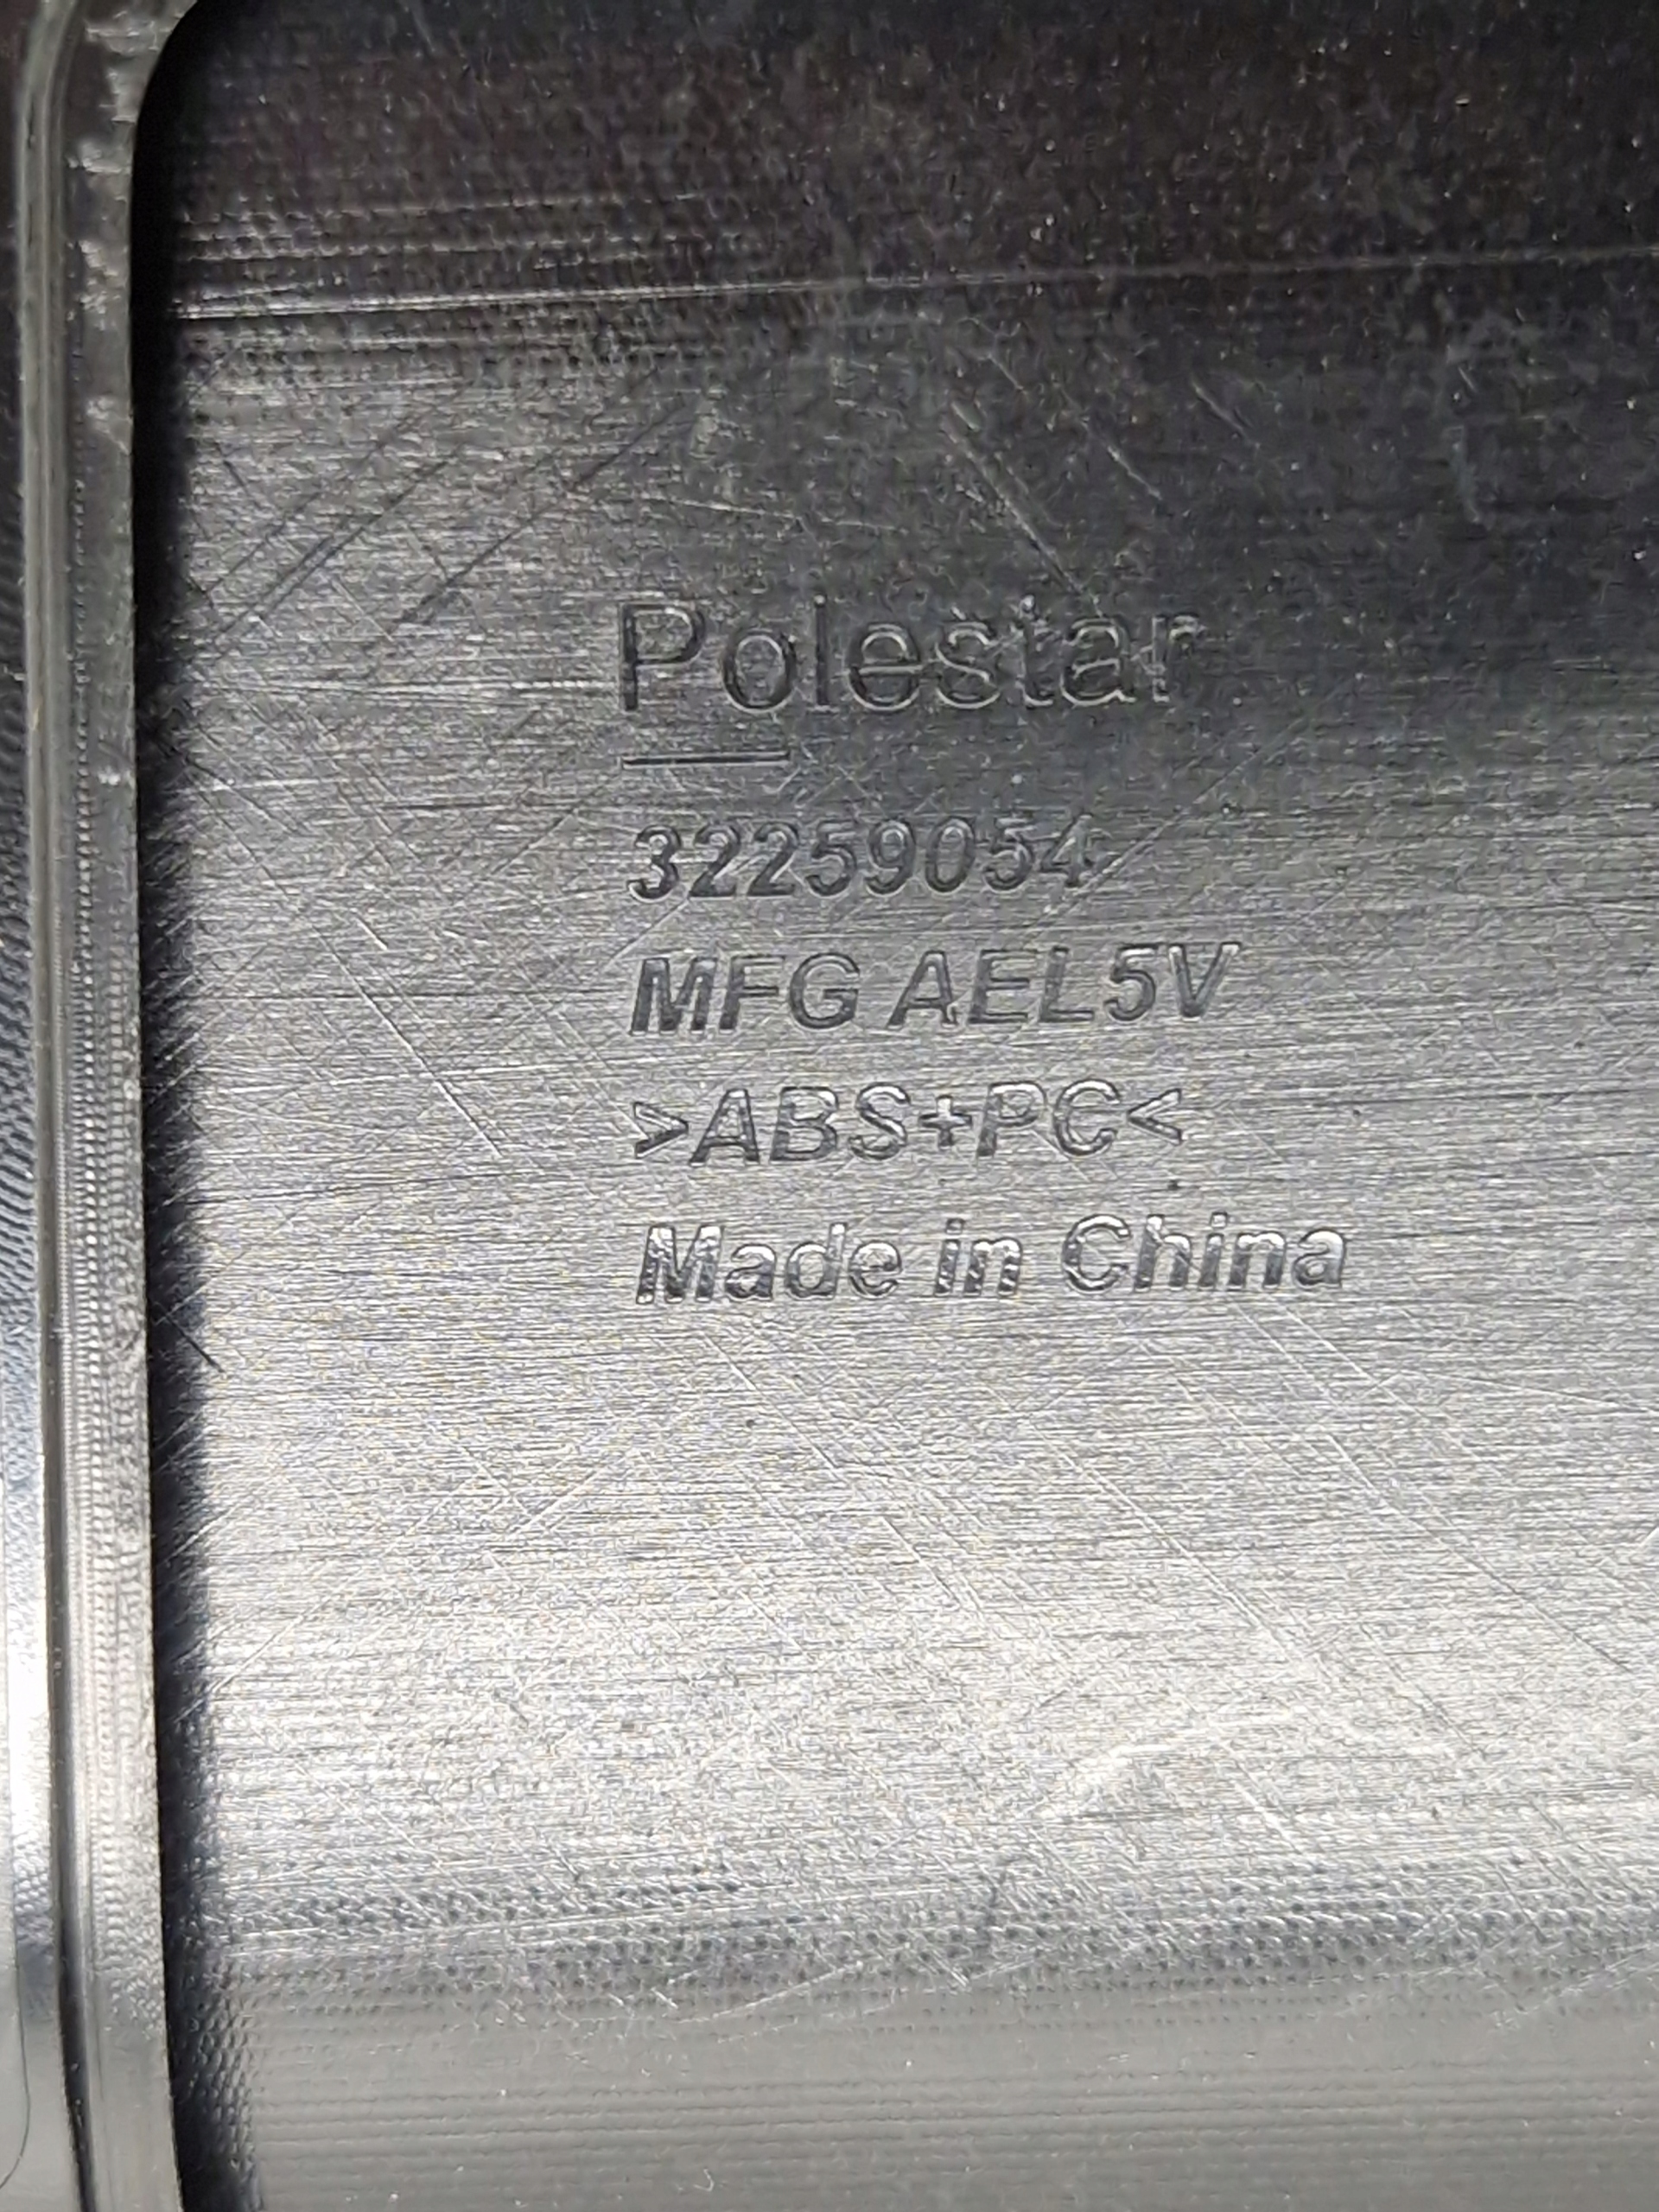 Polestar
32259054
MFG AEL5V
>ABS+PC<
Made in China